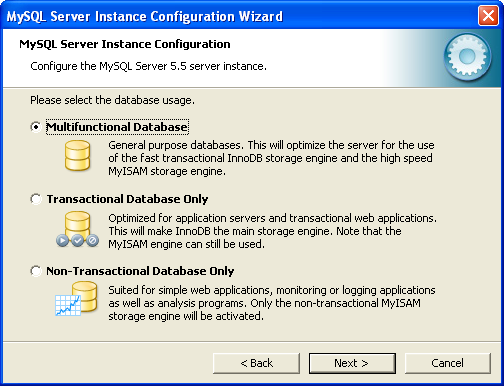 MySQL Server Instance Configuration Wizard
MySQL Server Instance Configuration
Configure the MySQL Server 5.5 server instance.
Please select the database usage.
Multifunctional Database
General purpose databases. This will optimize the server for the use
of the fast transactional InnoDB storage engine and the high speed
MyISAM storage engine.
Transactional Database Only
Optimized for application servers and transactional web applications.
This will make InnoDB the main storage engine. Note that the
MyISAM engine can still be used.
Non-Transactional Database Only
Suited for simple web applications, monitoring or logging applications
as well as analysis programs. Only the non-transactional MyISAM
storage engine will be activated.
< Back
Next >
Cancel